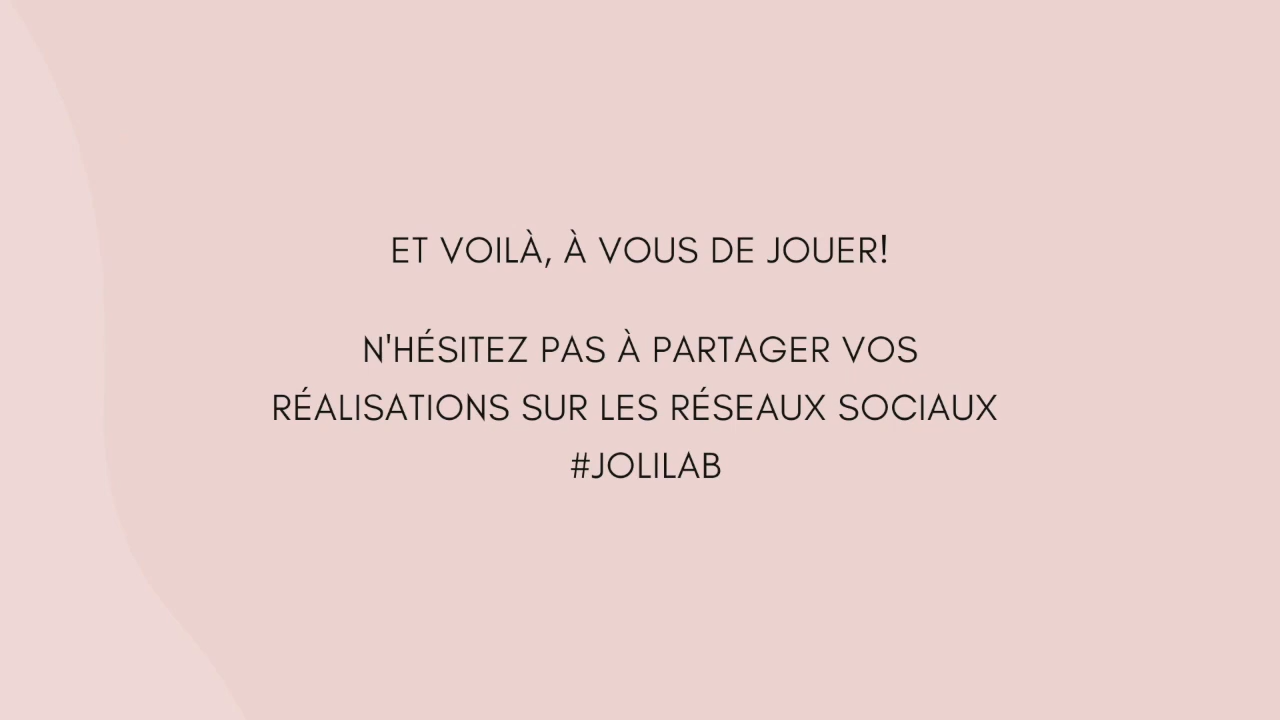 ET VOILÀ, À VOUS DE JOUER!
N'HÉSITEZ PAS À PARTAGER VOS
RÉALISATIONS SUR LES RÉSEAUX SOCIAUX
#JOLILAB